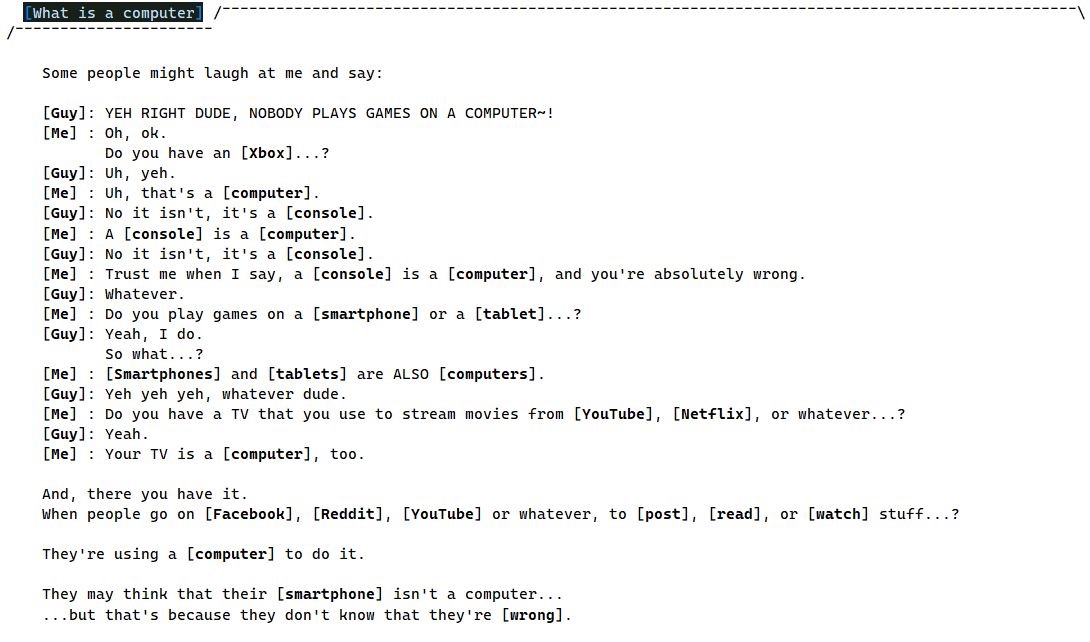 [What is a computer]
Some people might laugh at me and say:
[Guy]: YEH RIGHT DUDE, NOBODY PLAYS GAMES ON A COMPUTER~!
[Me] : Oh, ok.
Do you have an [Xbox]...?
[Guy]: Uh, yeh.
[Me] : Uh, that's a [computer].
[Guy]: No it isn't, it's a [console].
[Me] : A [console] is a [computer].
[Guy]: No it isn't, it's a [console].
[Me] : Trust me when I say, a [console] is a [computer], and you're absolutely wrong.
[Guy]: Whatever.
[Me] : Do you play games on a [smartphone] or a [tablet]...?
[Guy]: Yeah, I do.
So what...?
[Me] : [Smartphones] and [tablets] are ALSO [computers].
[Guy]: Yeh yeh yeh, whatever dude.
[Me] : Do you have a TV that you use to stream movies from [YouTube], [Netflix], or whatever...?
[Guy]: Yeah.
[Me] : Your TV is a [computer], too.
And, there you have it.
When people go on [Facebook], [Reddit], [YouTube] or whatever, to [post], [read], or [watch] stuff...?
They're using a [computer] to do it.
They may think that their [smartphone] isn't a computer...
...but that's because they don't know that they're [wrong].